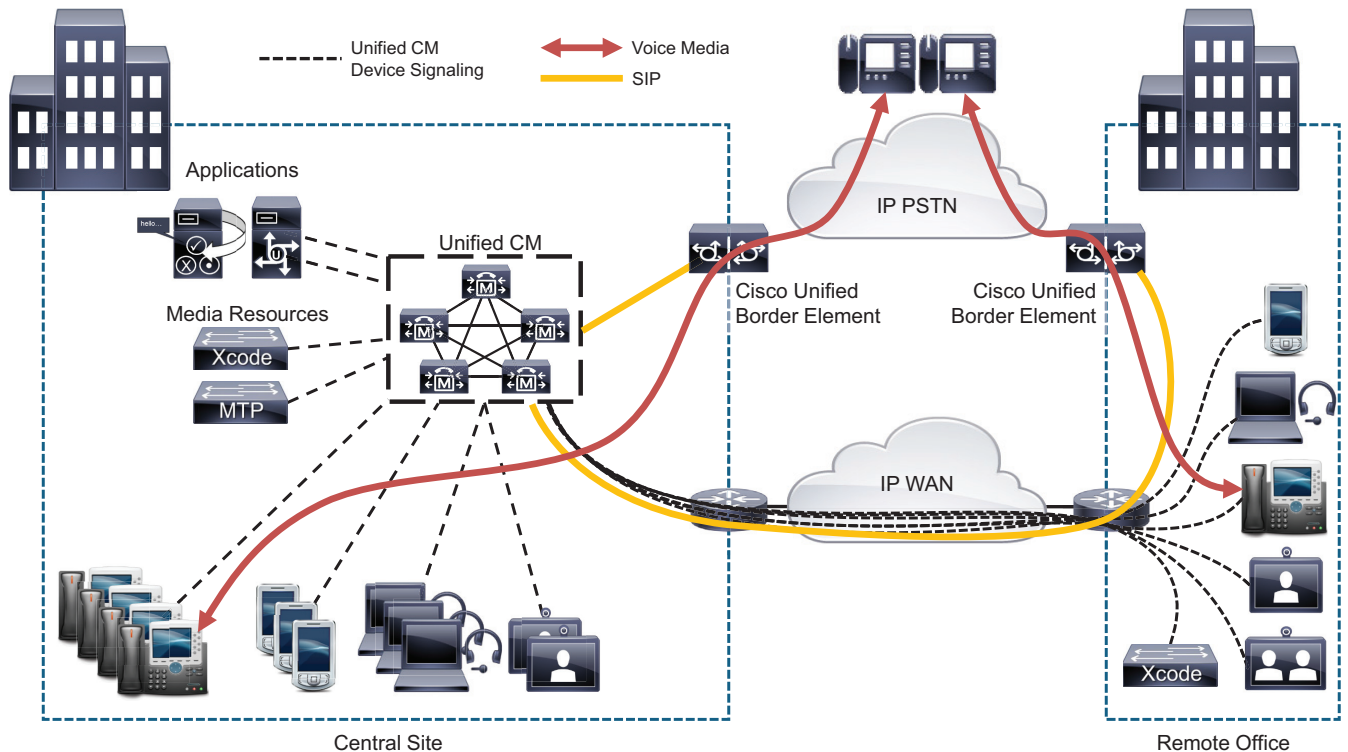 Unified CM
Device Signaling
Voice Media
SIP
Applications
hello...
U
IP PSTN
Unified CM
M
M
M
M
M
Cisco Unified
Border Element
Cisco Unified
Border Element
Media Resources
Xcode
MTP
IP WAN
Xcode
Central Site
Remote Office